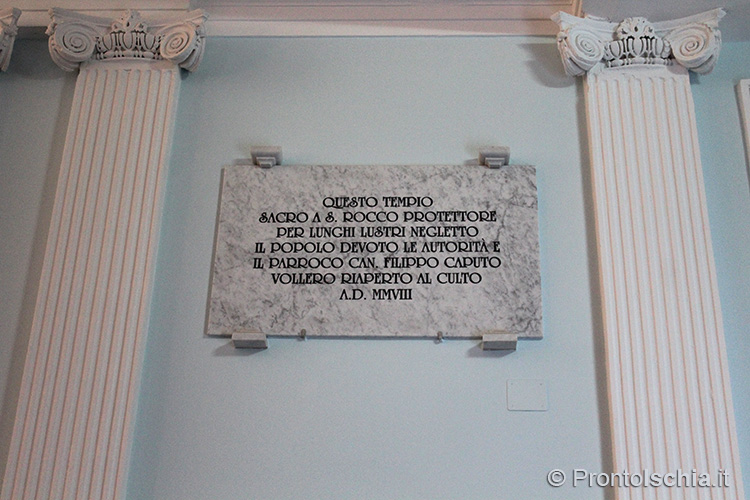 QUESTO TEMPIO
SACRO A S. ROCCO PROTETTORE
PER LUNGHI LUSTRI NEGLETTO
IL POPOLO DEVOTO LE AUTORITÀ E
IL PARROCO CAN. FILIPPO CAPUTO
VOLLERO RIAPERTO AL CULTO
A.D. MMVIII
© ProntoIschia.it